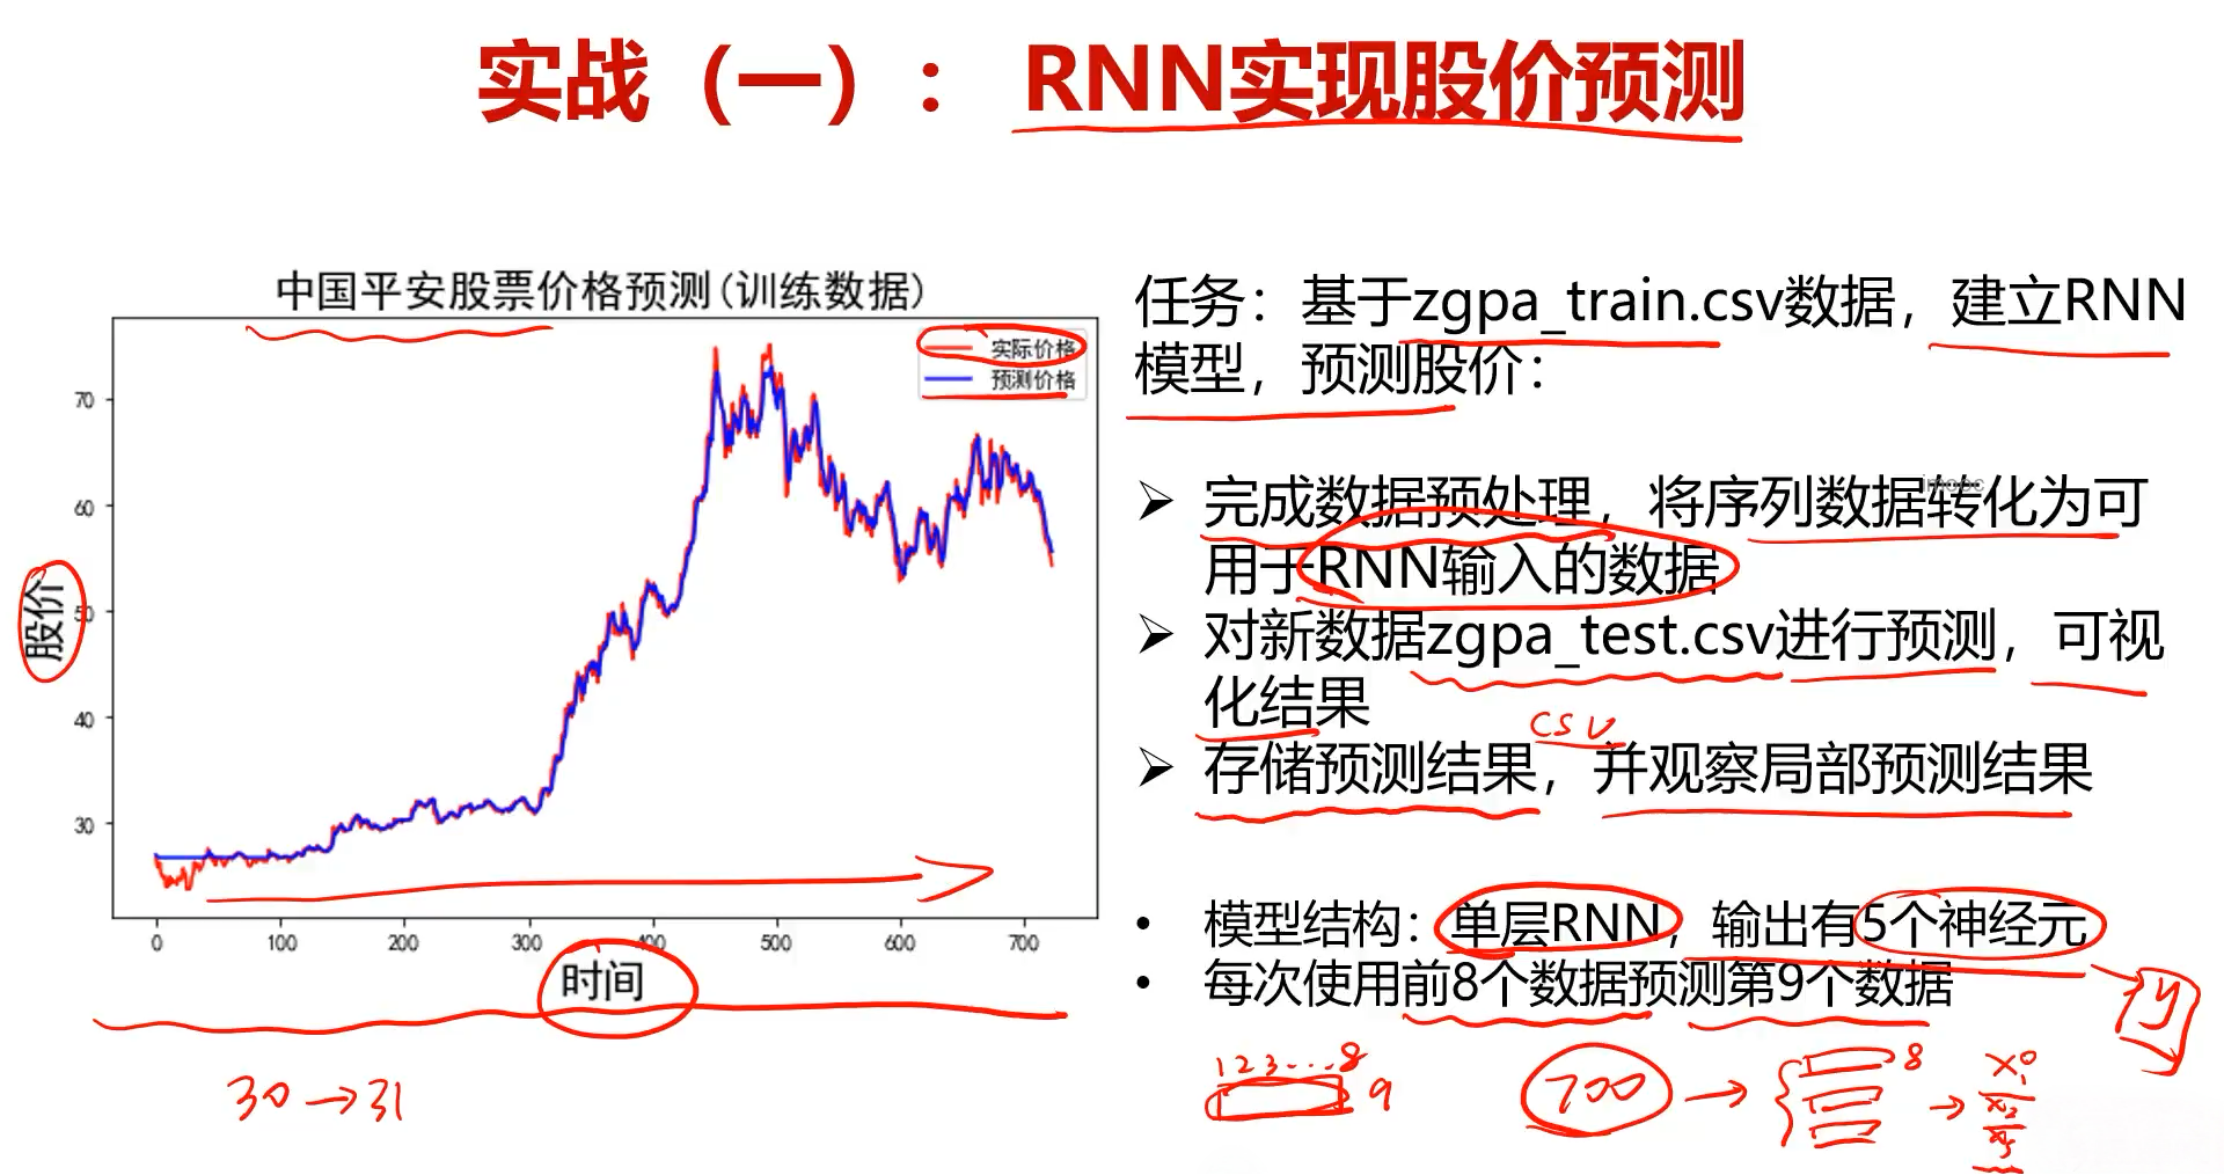 实战（一）： RNN实现股价预测
中国平安股票价格预测(训练数据)
实际价格
预测价格
70
60
50
40
30
股价
0 100 200 300 400 500 600 700
时间
30→31
任务：基于zgpa_train.csv数据，建立RNN
模型，预测股价：
➢ 完成数据预处理，将序列数据转化为可
用于RNN输入的数据
imooc
➢ 对新数据zgpa_test.csv进行预测，可视
化结果
csv
➢ 存储预测结果，并观察局部预测结果
• 模型结构：单层RNN，输出有5个神经元
• 每次使用前8个数据预测第9个数据
y
1 2 3 ... 8
9
700 → 8 →